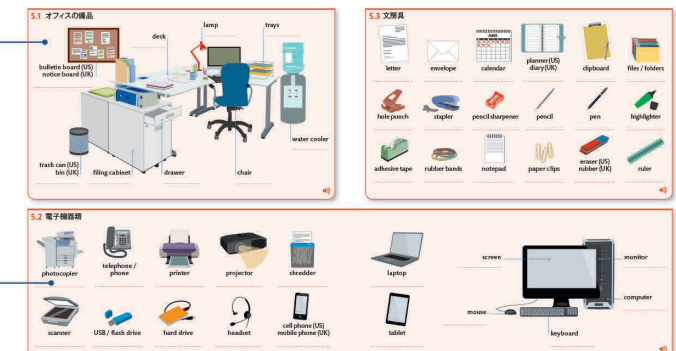 5.1 オフィスの備品
lamp
trays
desk
bulletin board (US)
notice board (UK)
water cooler
trash can (US)
bin (UK)
filing cabinet
drawer
chair
5.3 文房具
letter
envelope
calendar
planner (US)
diary (UK)
clipboard
files / folders
hole punch
stapler
pencil sharpener
pencil
pen
highlighter
adhesive tape
rubber bands
notepad
paper clips
eraser (US)
rubber (UK)
ruler
5.2 電子機器類
photocopier
telephone /
phone
printer
projector
shredder
laptop
screen
monitor
computer
mouse
keyboard
scanner
USB / flash drive
hard drive
headset
cell phone (US)
mobile phone (UK)
tablet